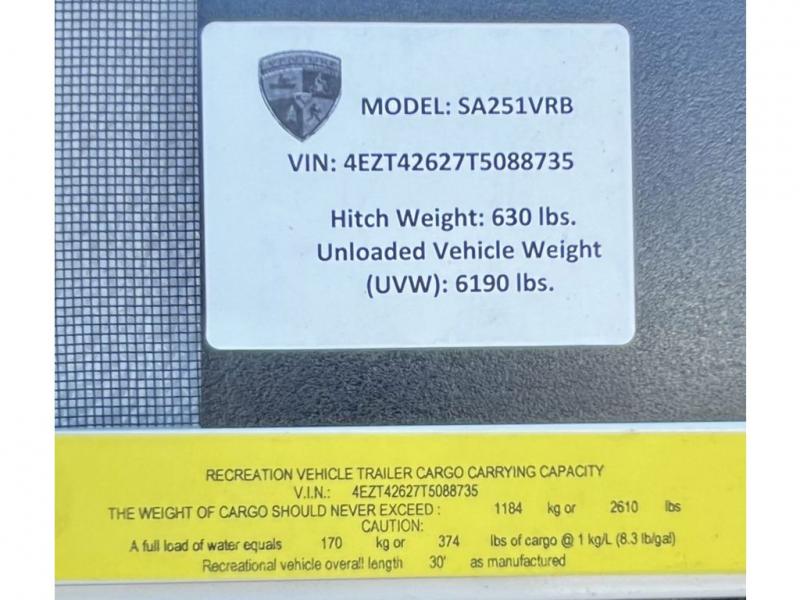 MODEL: SA251VRB
VIN: 4EZT42627T5088735
Hitch Weight: 630 lbs.
Unloaded Vehicle Weight
(UVW): 6190 lbs.
RECREATION VEHICLE TRAILER CARGO CARRYING CAPACITY
V.I.N.: 4EZT42627T5088735
THE WEIGHT OF CARGO SHOULD NEVER EXCEED : 1184 kg or 2610 lbs
CAUTION:
A full load of water equals 170 kg or 374 lbs of cargo @ 1 kg/L (8.3 lb/gal)
Recreational vehicle overall length 30' as manufactured